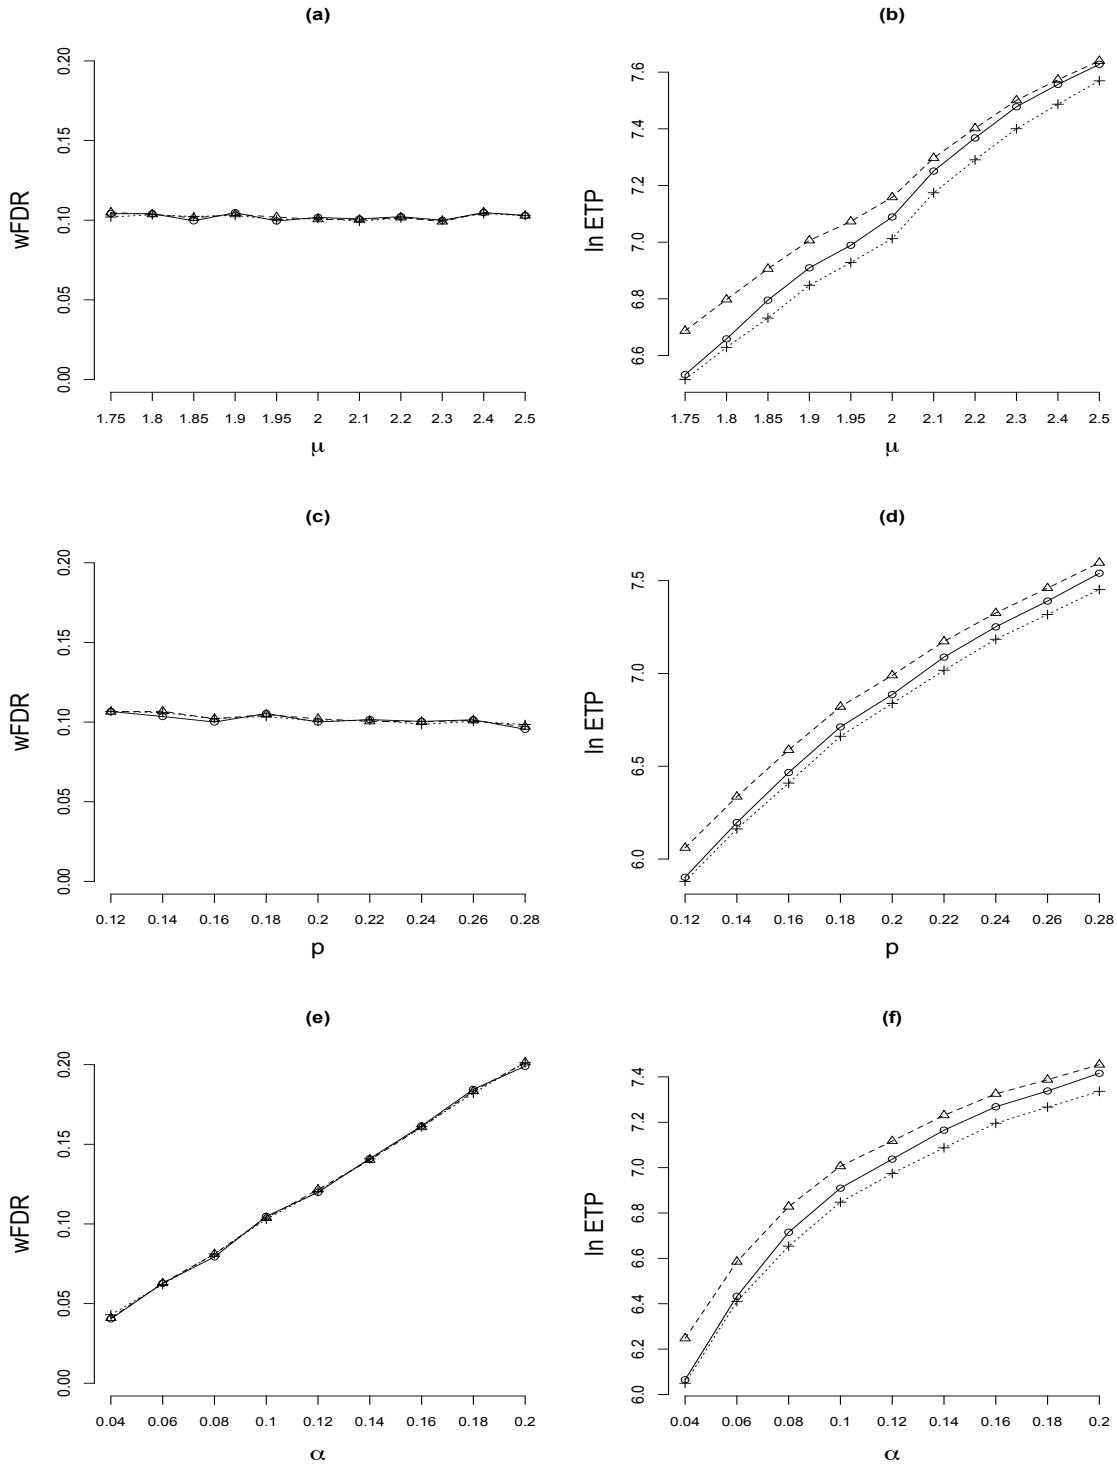 (a)
wFDR
0.20
0.15
0.10
0.05
0.00
1.75 1.8 1.85 1.9 1.95 2 2.1 2.2 2.3 2.4 2.5
μ
(b)
ln ETP
7.6
7.4
7.2
7.0
6.8
6.6
1.75 1.8 1.85 1.9 1.95 2 2.1 2.2 2.3 2.4 2.5
μ
(c)
wFDR
0.20
0.15
0.10
0.05
0.00
0.12 0.14 0.16 0.18 0.2 0.22 0.24 0.26 0.28
p
(d)
ln ETP
7.5
7.0
6.5
6.0
0.12 0.14 0.16 0.18 0.2 0.22 0.24 0.26 0.28
p
(e)
wFDR
0.20
0.15
0.10
0.05
0.00
0.04 0.06 0.08 0.1 0.12 0.14 0.16 0.18 0.2
α
(f)
ln ETP
7.4
7.2
7.0
6.8
6.6
6.4
6.2
6.0
0.04 0.06 0.08 0.1 0.12 0.14 0.16 0.18 0.2
α